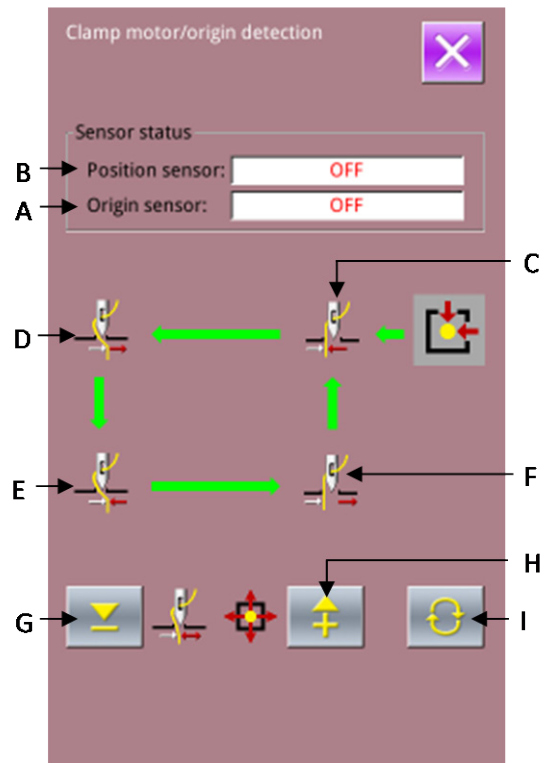 Clamp motor/origin detection
Sensor status
B
Position sensor: OFF
A
Origin sensor: OFF
C
D
E
F
H
G
I